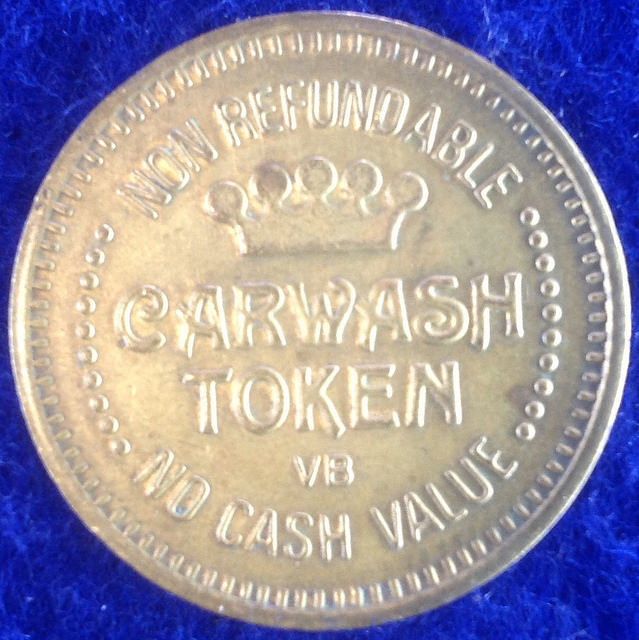 NON REFUNDABLE
CARWASH
TOKEN
VB
NO CASH VALUE